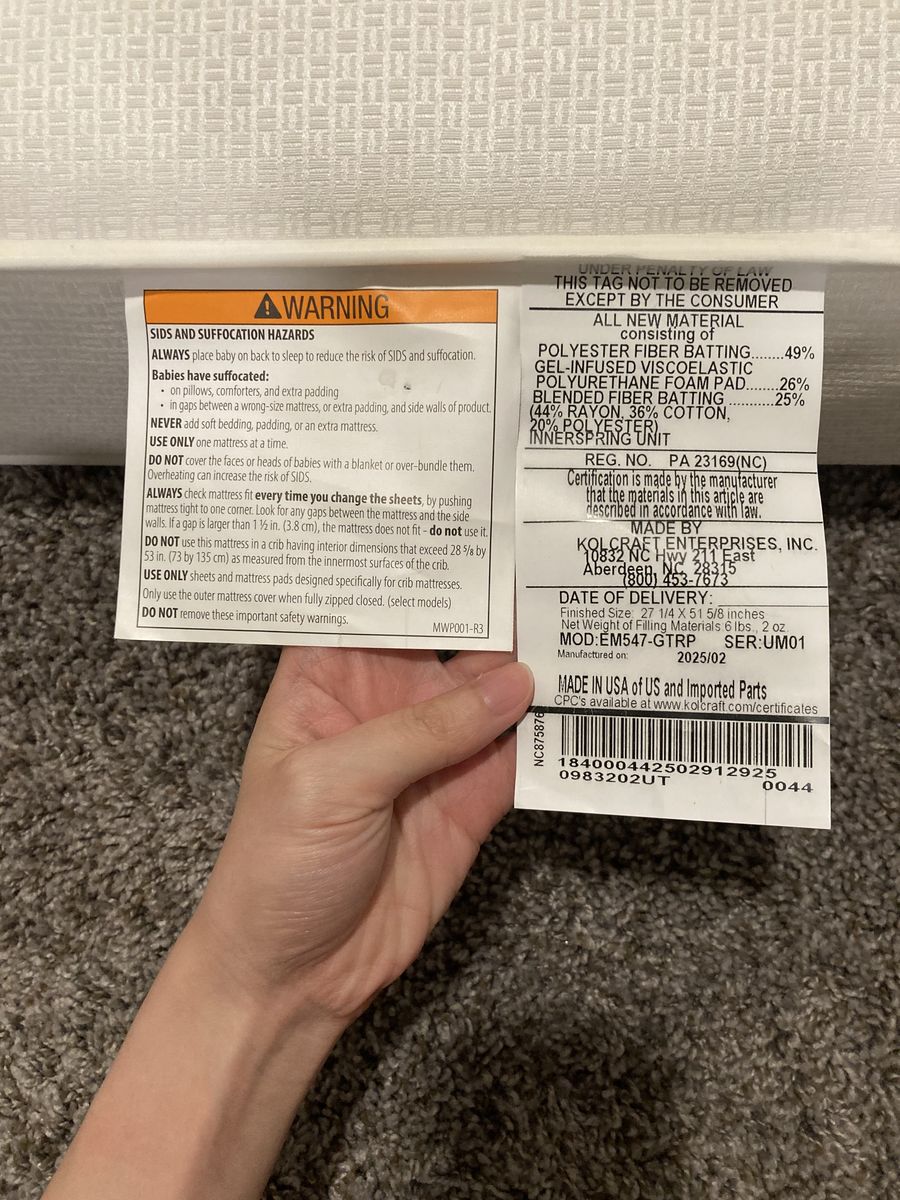 WARNING
SIDS AND SUFFOCATION HAZARDS
ALWAYS place baby on back to sleep to reduce the risk of SIDS and suffocation.
Babies have suffocated:
• on pillows, comforters, and extra padding
• in gaps between a wrong-size mattress, or extra padding, and side walls of product.
NEVER add soft bedding, padding, or an extra mattress.
USE ONLY one mattress at a time.
DO NOT cover the faces or heads of babies with a blanket or over-bundle them.
Overheating can increase the risk of SIDS.
ALWAYS check mattress fit every time you change the sheets, by pushing
mattress tight to one corner. Look for any gaps between the mattress and the side
walls. If a gap is larger than 1 ½ in. (3.8 cm), the mattress does not fit - do not use it.
DO NOT use this mattress in a crib having interior dimensions that exceed 28 5/8 by
53 in. (73 by 135 cm) as measured from the innermost surfaces of the crib.
USE ONLY sheets and mattress pads designed specifically for crib matresses.
Only use the outer mattress cover when fully zipped closed. (select models)
DO NOT remove these important safety warnings.
MWP001-R3
UNDER PENALTY OF LAW
THIS TAG NOT TO BE REMOVED
EXCEPT BY THE CONSUMER
ALL NEW MATERIAL
consisting of
POLYESTER FIBER BATTING........49%
GEL-INFUSED VISCOELASTIC
POLYURETHANE FOAM PAD.......26%
BLENDED FIBER BATTING ...........25%
(44% RAYON, 36% COTTON,
20% POLYESTER)
INNERSPRING UNIT
REG. NO. PA 23169(NC)
Certification is made by the manufacturer
that the materials in this article are
described in accordance with law.
MADE BY
KOLCRAFT ENTERPRISES, INC.
10832 NC Hwy 211 East
Aberdeen, NC 28315
(800) 453-7673
DATE OF DELIVERY:
Finished Size: 27 1/4 X 51 5/8 inches
Net Weight of Filling Materials 6 lbs., 2 oz.
MOD:EM547-GTRP SER:UM01
Manufactured on: 2025/02
MADE IN USA of US and Imported Parts
CPC's available at www.kolcraft.com/certificates
NC875876
184000442502912925
0983202UT 0044